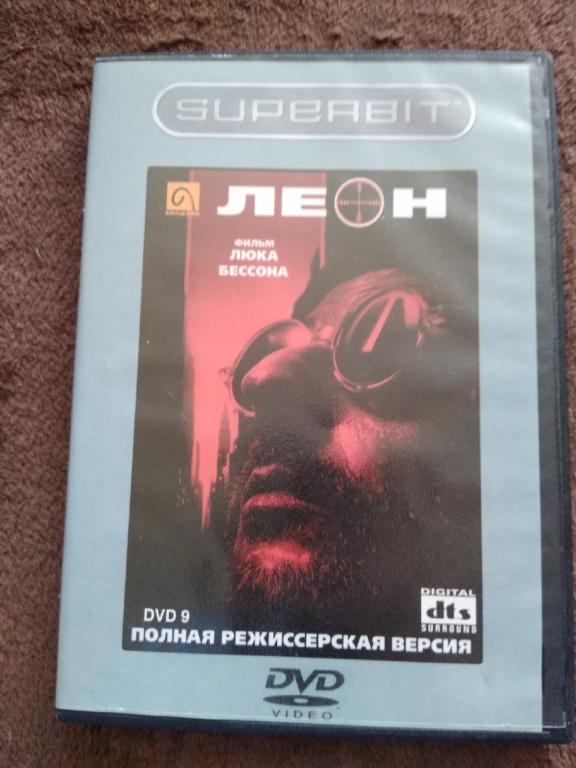 SUPERBIT
ЛЕОН
ФИЛЬМ
ЛЮКА
БЕССОНА
DIGITAL
dts
SURROUND
DVD 9
ПОЛНАЯ РЕЖИССЕРСКАЯ ВЕРСИЯ
DVD
VIDEO